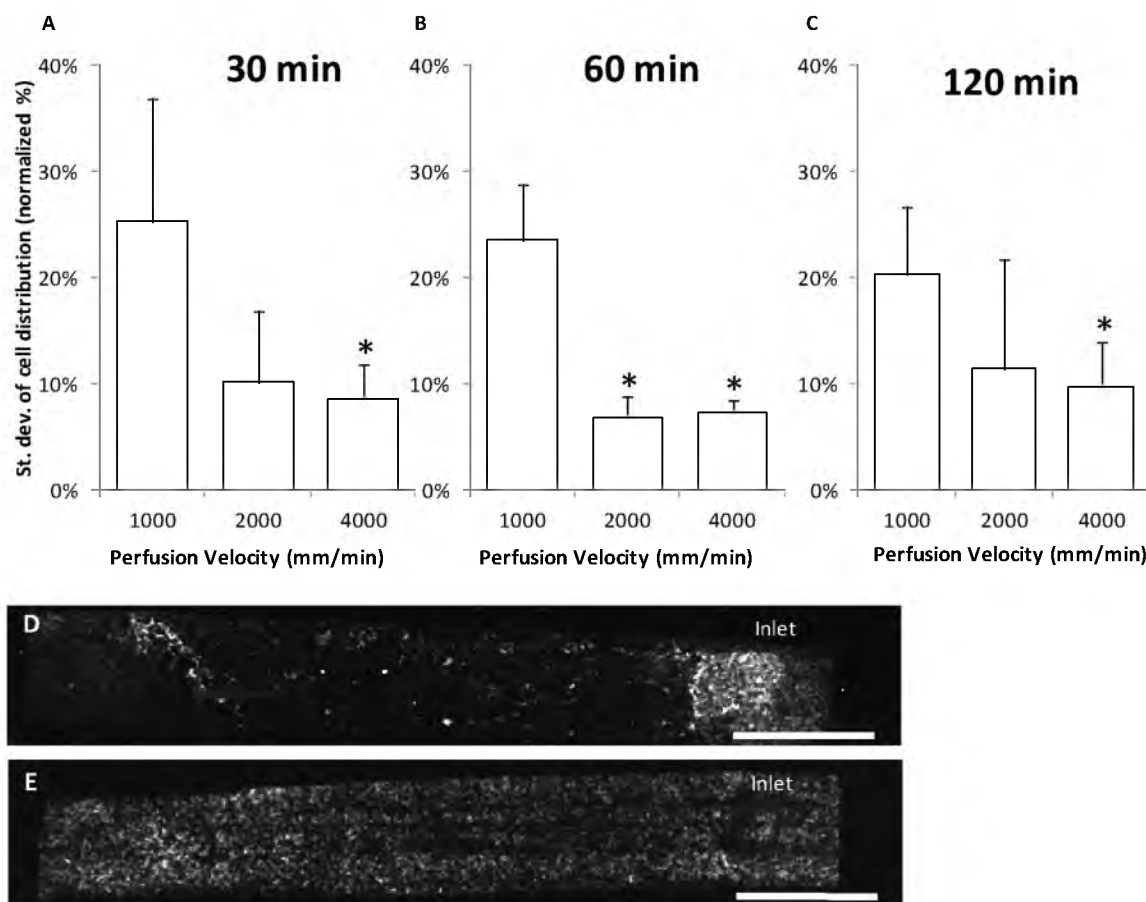 A
B
C
30 min
60 min
120 min
St. dev. of cell distribution (normalized %)
40%
30%
20%
10%
0%
40%
30%
20%
10%
0%
40%
30%
20%
10%
0%
*
*
*
*
1000 2000 4000
1000 2000 4000
1000 2000 4000
Perfusion Velocity (mm/min)
Perfusion Velocity (mm/min)
Perfusion Velocity (mm/min)
D
Inlet
E
Inlet